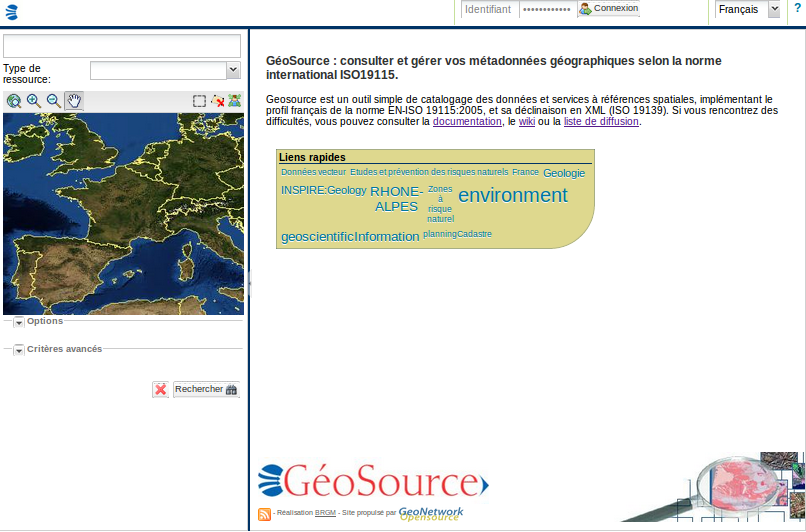 Identifiant •••••••••••• Connexion Français ?
Type de
ressource:
Options
Critères avancés
Rechercher
GéoSource : consulter et gérer vos métadonnées géographiques selon la norme
international ISO19115.
Geosource est un outil simple de catalogage des données et services à références spatiales, implémentant le
profil français de la norme EN-ISO 19115:2005, et sa déclinaison en XML (ISO 19139). Si vous rencontrez des
difficultés, vous pouvez consulter la documentation, le wiki ou la liste de diffusion.
Liens rapides
Données vecteur Etudes et prévention des risques naturels France Geologie
INSPIRE:Geology RHONE-
ALPES
Zones
à
risque
naturel
environment
geoscientificInformation planningCadastre
GéoSource
- Réalisation BRGM - Site propulsé par GeoNetwork
Opensource